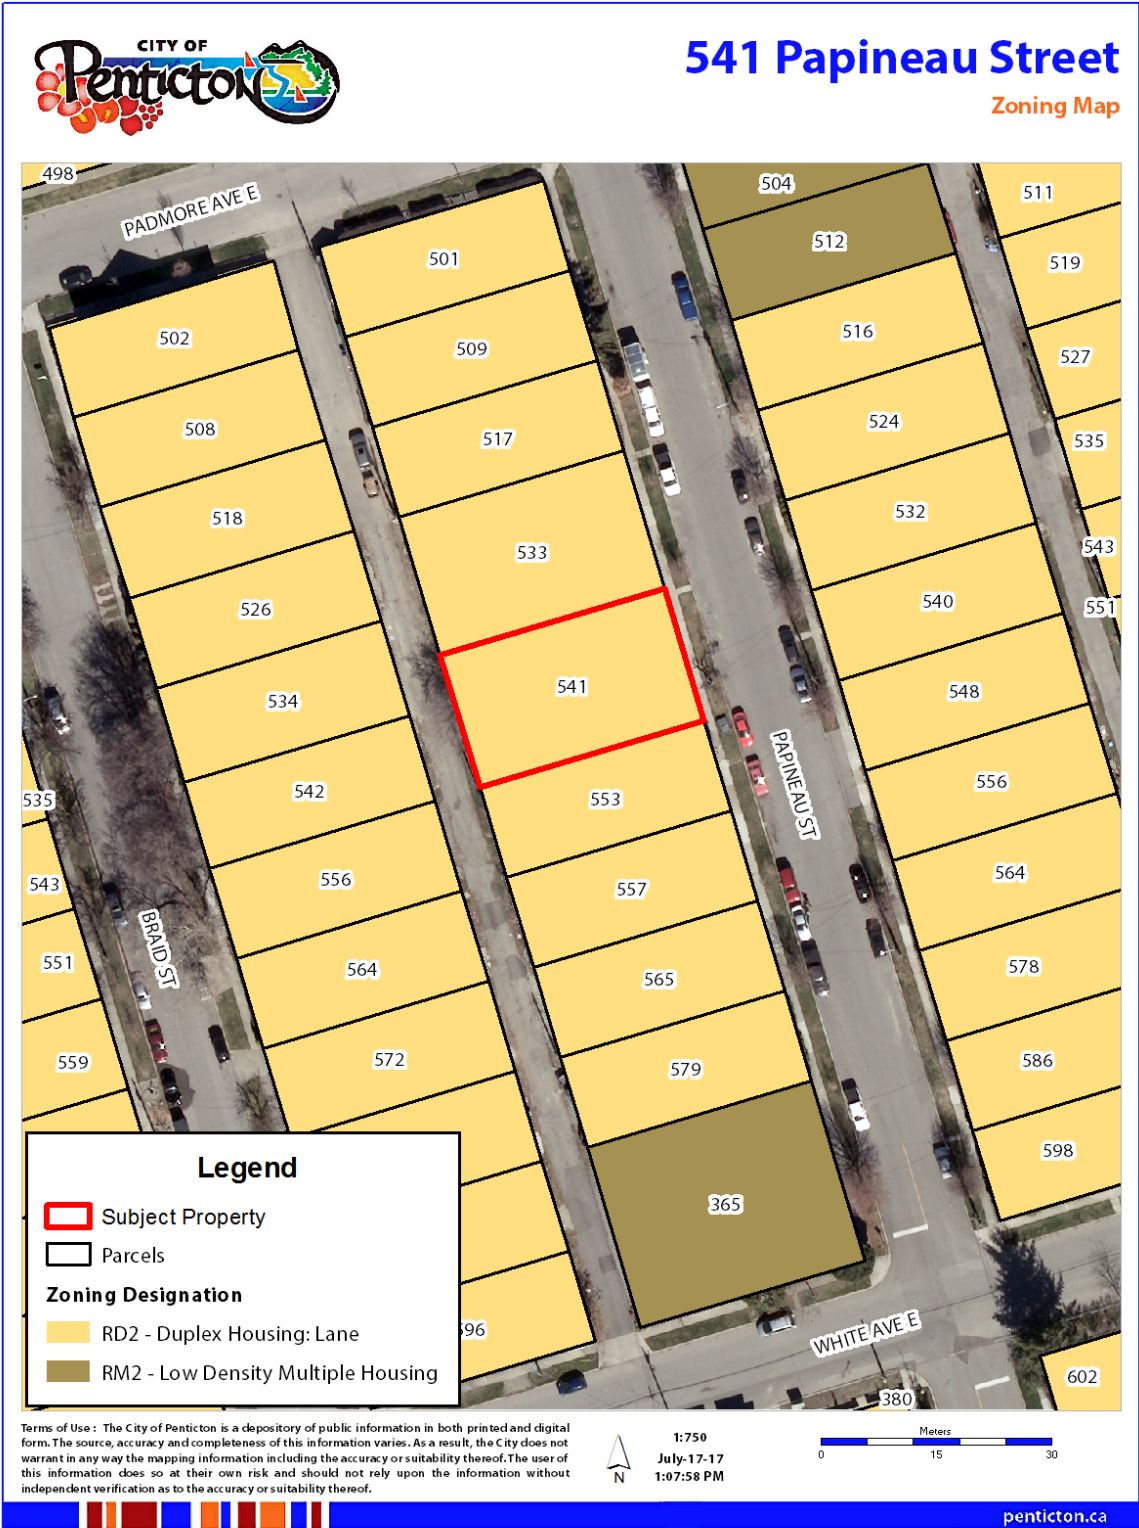 CITY OF
Penticton
541 Papineau Street
Zoning Map
498
PADMORE AVE E
504
511
512
501
519
502
516
509
527
508
524
517
535
518
532
533
543
526
540
551
541
534
548
PAPINEAU ST
542
556
535
553
556
564
543
557
BRAID ST
564
578
551
565
572
586
559
579
598
365
WHITE AVE E
596
602
380
Legend
Subject Property
Parcels
Zoning Designation
RD2 - Duplex Housing: Lane
RM2 - Low Density Multiple Housing
Terms of Use : The City of Penticton is a depository of public information in both printed and digital
form. The source, accuracy and completeness of this information varies. As a result, the City does not
warrant in any way the mapping information including the accuracy or suitability thereof. The user of
this information does so at their own risk and should not rely upon the information without
independent verification as to the accuracy or suitability thereof.
N
1:750
July-17-17
1:07:58 PM
Meters
0 15 30
penticton.ca